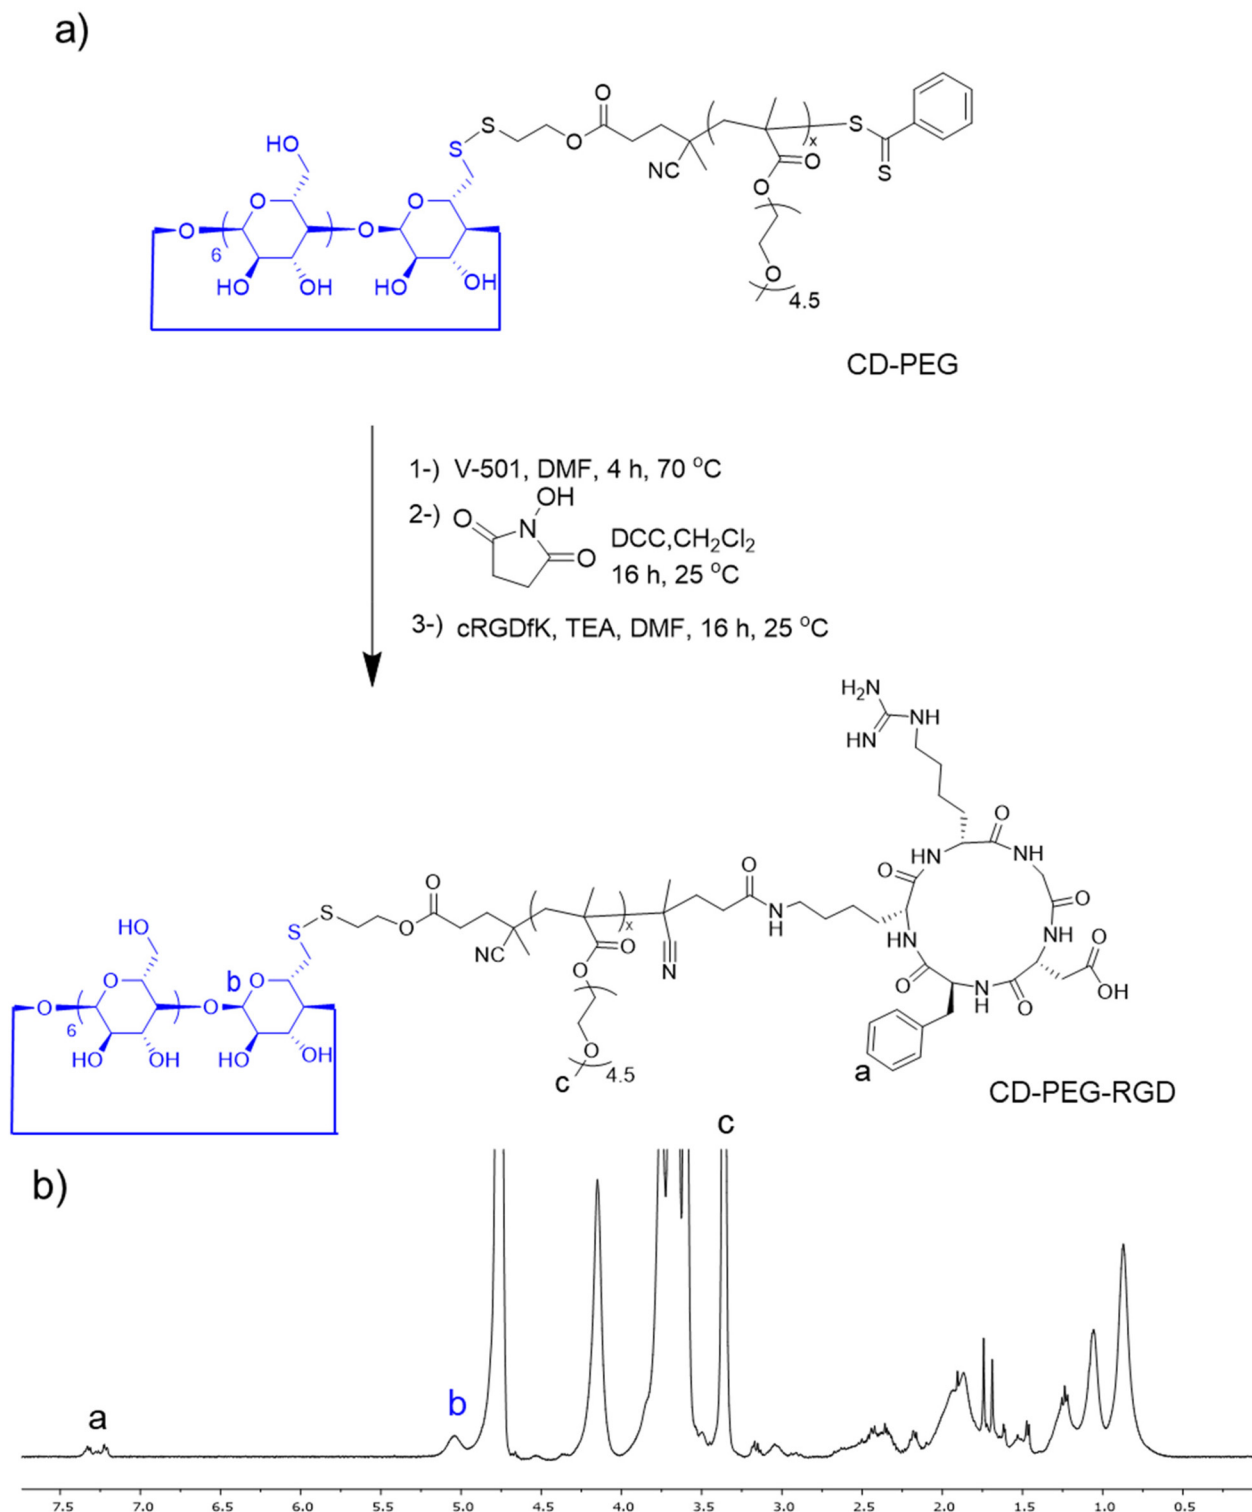 a)
O
S
S
O
NC
x
O
O
S
S
O
4.5
HO
O
O
O
6
HO
OH
O
HO
OH
CD-PEG
1-) V-501, DMF, 4 h, 70 °C
2-)
OH
O
N
O
DCC,CH₂Cl₂
16 h, 25 °C
3-) cRGDfK, TEA, DMF, 16 h, 25 °C
H₂N
NH
HN
O
HN
NH
O
O
NH
O
OH
HN
O
N
H
O
O
N
H
O
NC
x
N
O
O
O
c
4.5
S
S
O
HO
O
O
6
HO
OH
O
b
O
HO
OH
a
CD-PEG-RGD
b)
a
b
c
7.5 7.0 6.5 6.0 5.5 5.0 4.5 4.0 3.5 3.0 2.5 2.0 1.5 1.0 0.5